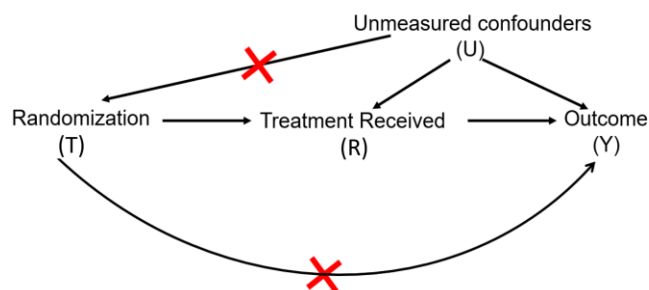 Unmeasured confounders
(U)
Randomization
(T)
Treatment Received
(R)
Outcome
(Y)